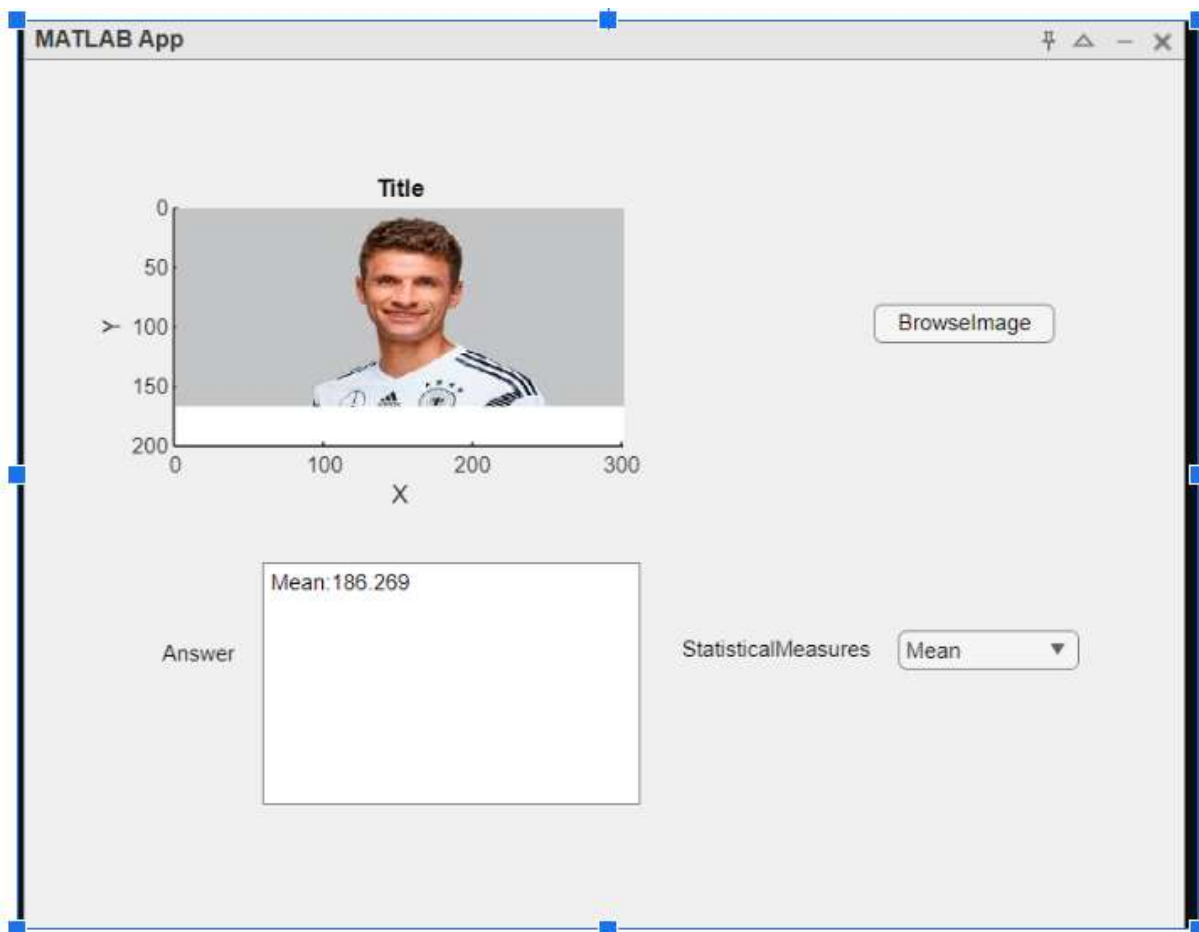 MATLAB App
Title
0
50
Y 100
150
200
0 100 200 300
X
BrowseImage
Mean:186.269
Answer
StatisticalMeasures Mean